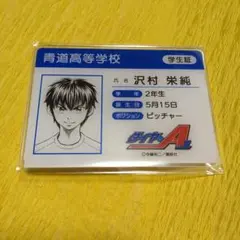 青道高等学校 学生証
氏名 沢村 栄純
学年 2年生
誕生日 5月15日
ポジション ピッチャー
ダイヤのA